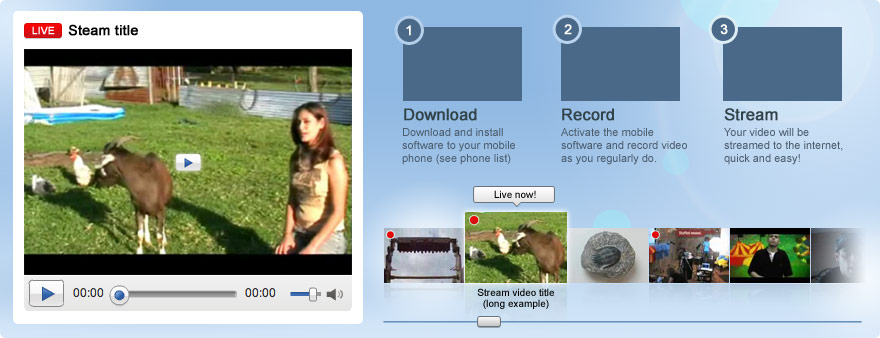 LIVE Steam title
00:00 00:00
1
Download
Download and install
software to your mobile
phone (see phone list)
2
Record
Activate the mobile
software and record video
as you regularly do.
3
Stream
Your video will be
streamed to the internet,
quick and easy!
Live now!
Stream video title
(long example)